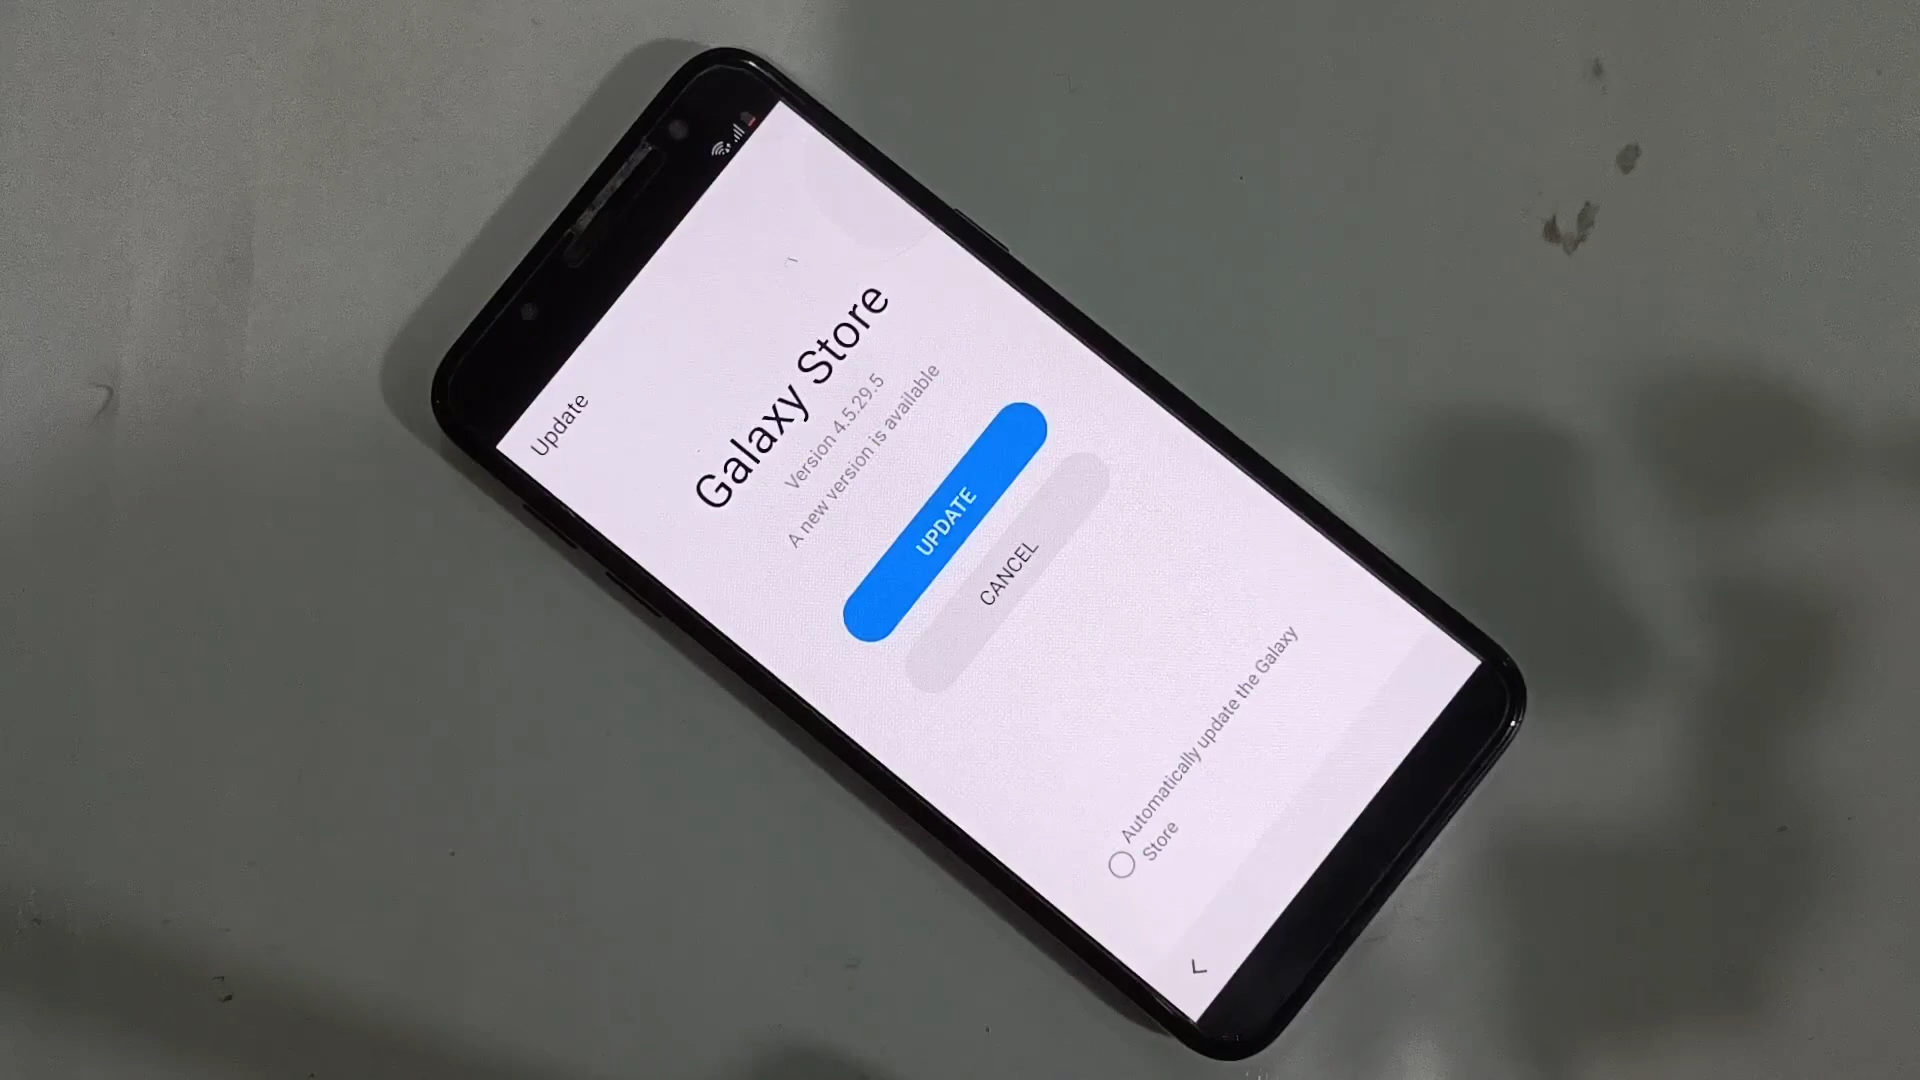 Update
Galaxy Store
Version 4.5.29.5
A new version is available
UPDATE
CANCEL
Automatically update the Galaxy
Store